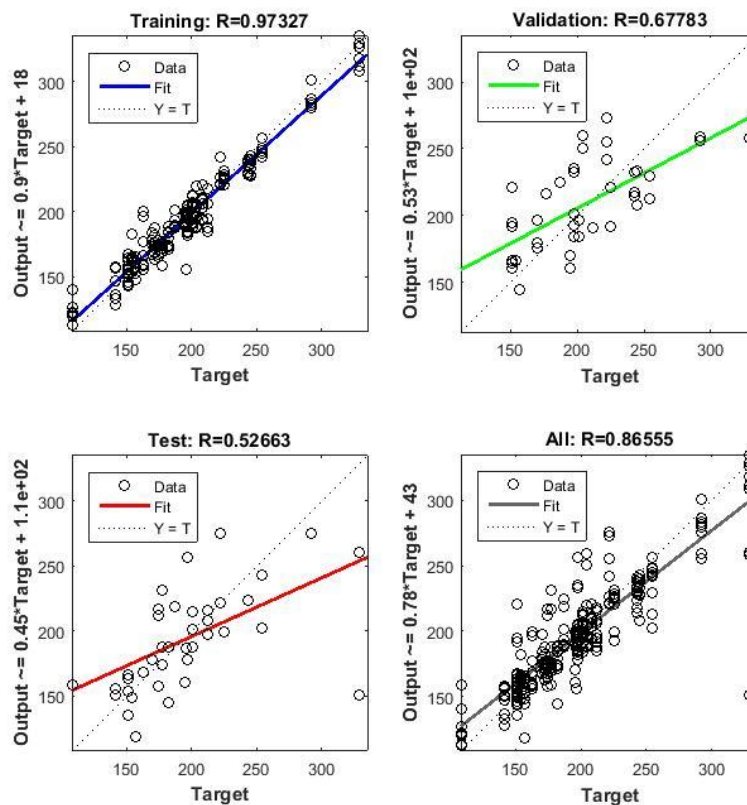 Training: R=0.97327
Output ~= 0.9*Target + 18
300
250
200
150
Data
Fit
Y = T
150 200 250 300
Target
Validation: R=0.67783
Output ~= 0.53*Target + 1e+02
300
250
200
150
Data
Fit
Y = T
150 200 250 300
Target
Test: R=0.52663
Output ~= 0.45*Target + 1.1e+02
300
250
200
150
Data
Fit
Y = T
150 200 250 300
Target
All: R=0.86555
Output ~= 0.78*Target + 43
300
250
200
150
Data
Fit
Y = T
150 200 250 300
Target